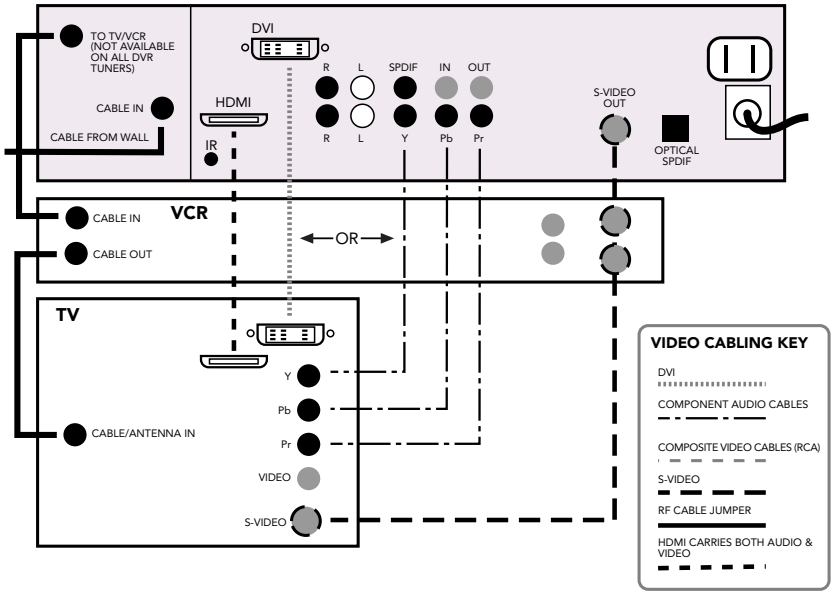 TO TV/VCR
(NOT AVAILABLE
ON ALL DVR
TUNERS)
CABLE IN
CABLE FROM WALL
DVI
HDMI
IR
R L SPDIF IN OUT
R L Y Pb Pr
S-VIDEO
OUT
OPTICAL
SPDIF
CABLE IN
VCR
CABLE OUT
OR
TV
Y
Pb
CABLE/ANTENNA IN
Pr
VIDEO
S-VIDEO
VIDEO CABLING KEY
DVI
COMPONENT AUDIO CABLES
COMPOSITE VIDEO CABLES (RCA)
S-VIDEO
RF CABLE JUMPER
HDMI CARRIES BOTH AUDIO &
VIDEO